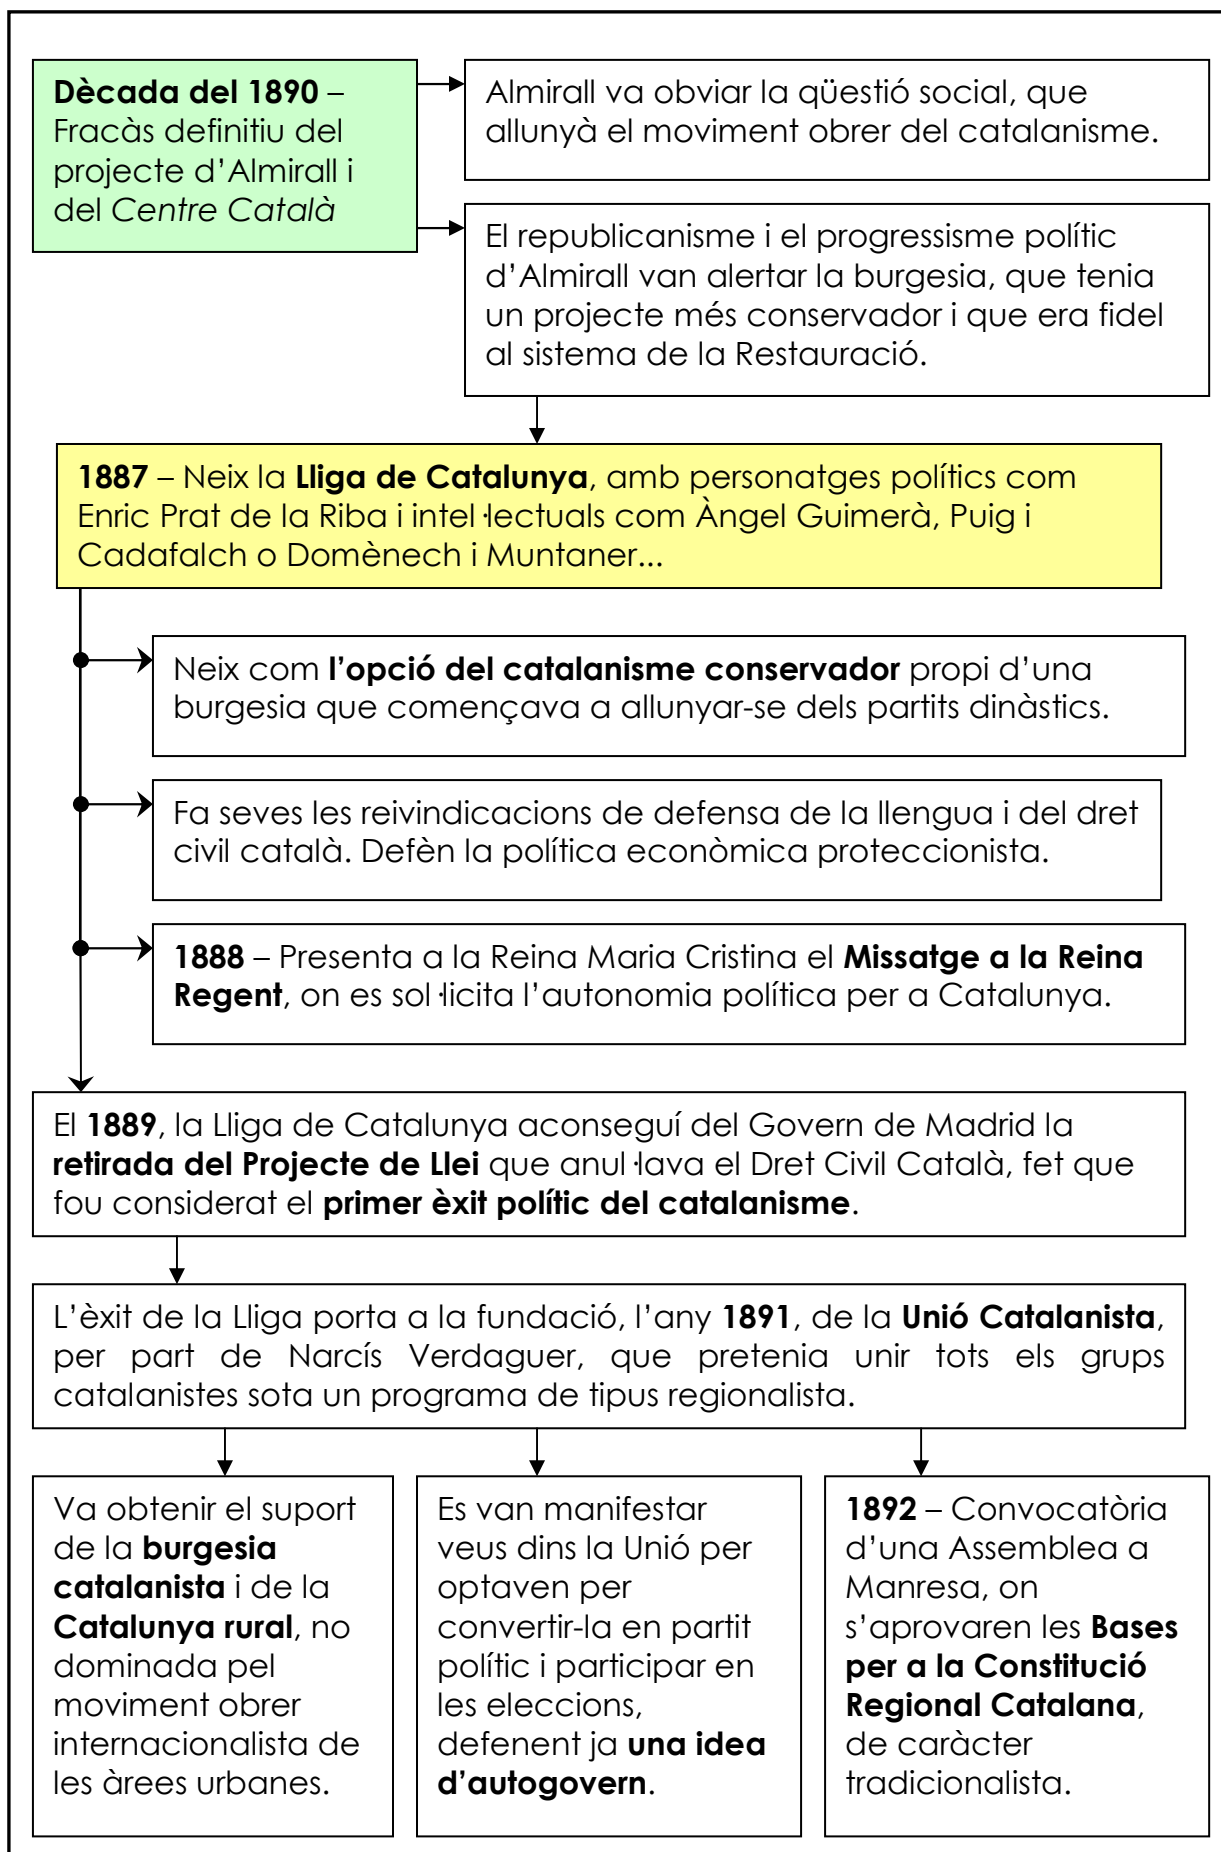 Dècada del 1890 –
Fracàs definitiu del
projecte d’Almirall i
del Centre Català
Almirall va obviar la qüestió social, que
allunyà el moviment obrer del catalanisme.
El republicanisme i el progressisme polític
d’Almirall van alertar la burgesia, que tenia
un projecte més conservador i que era fidel
al sistema de la Restauració.
1887 – Neix la Lliga de Catalunya, amb personatges polítics com
Enric Prat de la Riba i intel·lectuals com Àngel Guimerà, Puig i
Cadafalch o Domènech i Muntaner...
Neix com l’opció del catalanisme conservador propi d’una
burgesia que començava a allunyar-se dels partits dinàstics.
Fa seves les reivindicacions de defensa de la llengua i del dret
civil català. Defèn la política econòmica proteccionista.
1888 – Presenta a la Reina Maria Cristina el Missatge a la Reina
Regent, on es sol·licita l’autonomia política per a Catalunya.
El 1889, la Lliga de Catalunya aconseguí del Govern de Madrid la
retirada del Projecte de Llei que anul·lava el Dret Civil Català, fet que
fou considerat el primer èxit polític del catalanisme.
L’èxit de la Lliga porta a la fundació, l’any 1891, de la Unió Catalanista,
per part de Narcís Verdaguer, que pretenia unir tots els grups
catalanistes sota un programa de tipus regionalista.
Va obtenir el suport
de la burgesia
catalanista i de la
Catalunya rural, no
dominada pel
moviment obrer
internacionalista de
les àrees urbanes.
Es van manifestar
veus dins la Unió per
optaven per
convertir-la en partit
polític i participar en
les eleccions,
defenent ja una idea
d’autogovern.
1892 – Convocatòria
d’una Assemblea a
Manresa, on
s’aprovaren les Bases
per a la Constitució
Regional Catalana,
de caràcter
tradicionalista.